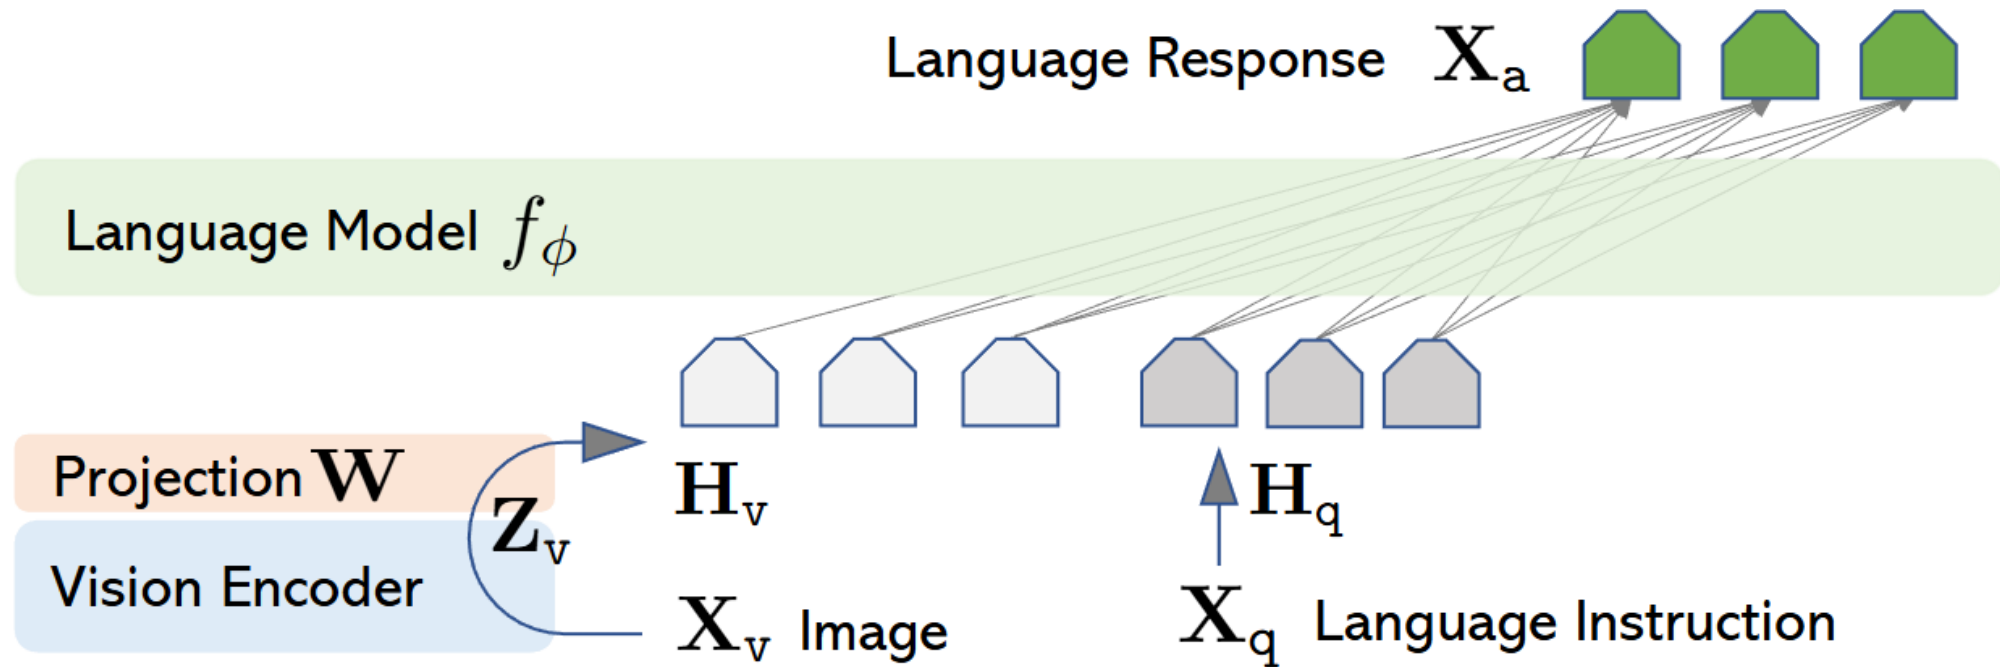 Language Response X_a
Language Model f_ϕ
Projection W
H_v
H_q
Z_v
Vision Encoder
X_v Image
X_q Language Instruction